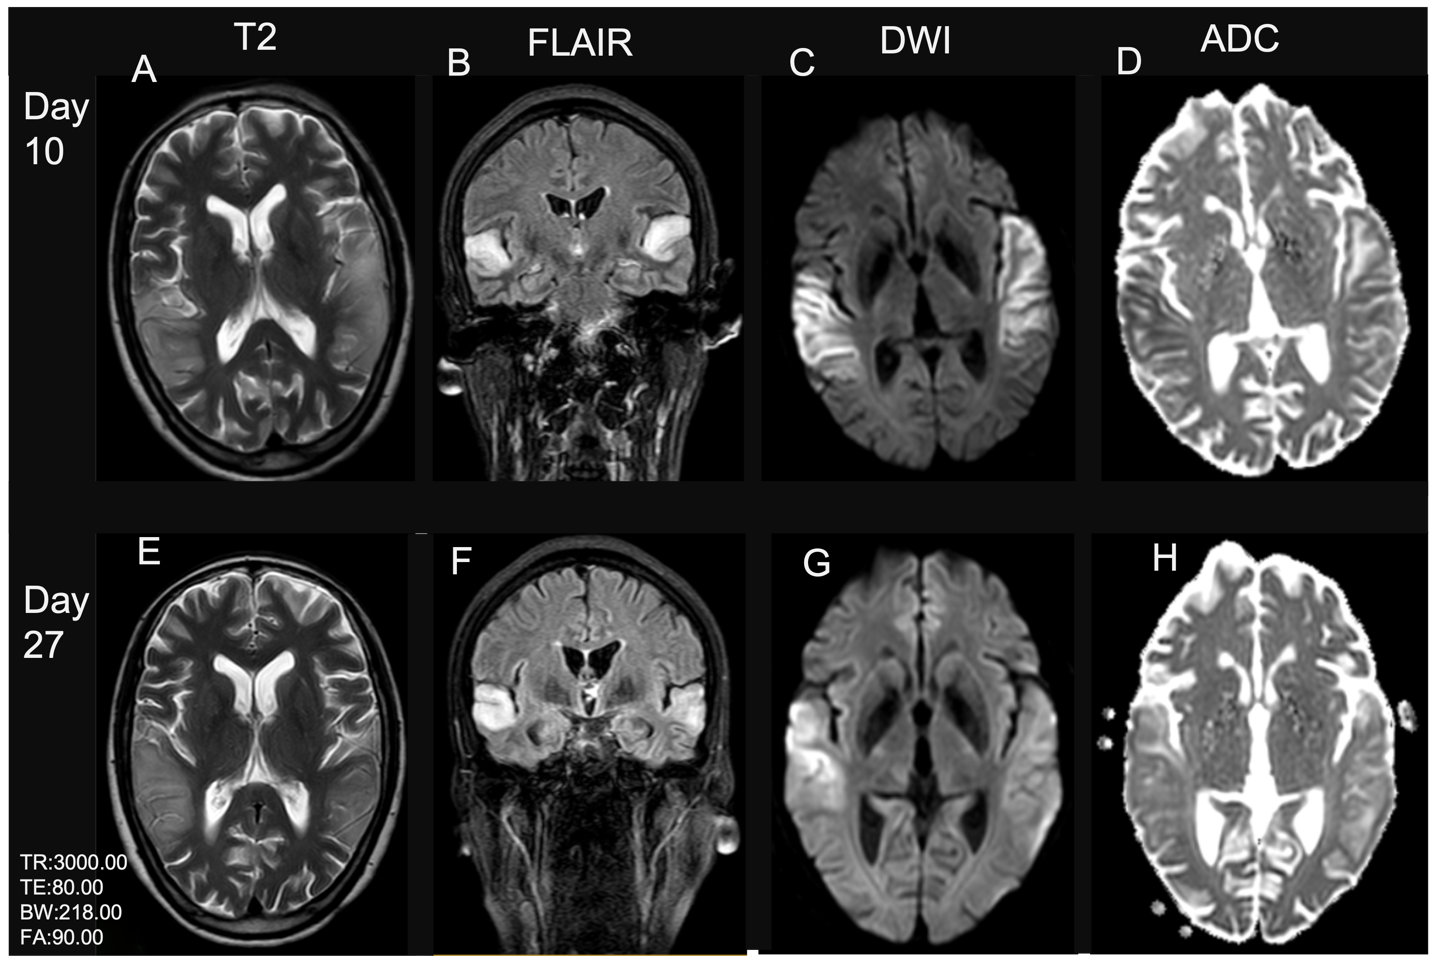 T2
FLAIR
DWI
ADC
A
B
C
D
Day
10
E
F
G
H
Day
27
TR:3000.00
TE:80.00
BW:218.00
FA:90.00